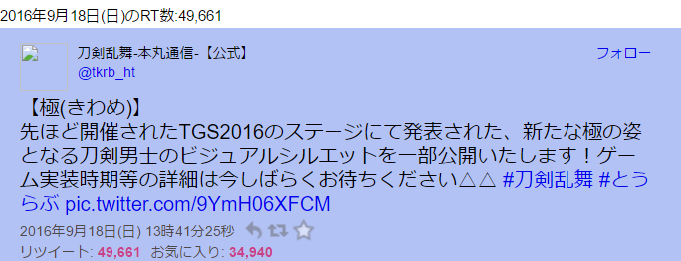 2016年9月18日(日)のRT数:49,661
刀剣乱舞-本丸通信-【公式】
フォロー
@tkrb_ht
【極(きわめ)】
先ほど開催されたTGS2016のステージにて発表された、新たな極の姿
となる刀剣男士のビジュアルシルエットを一部公開いたします！ゲー
ム実装時期等の詳細は今しばらくお待ちください△△ #刀剣乱舞 #とう
らぶ pic.twitter.com/9YmH06XFCM
2016年9月18日(日) 13時41分25秒
リツイート: 49,661 お気に入り: 34,940